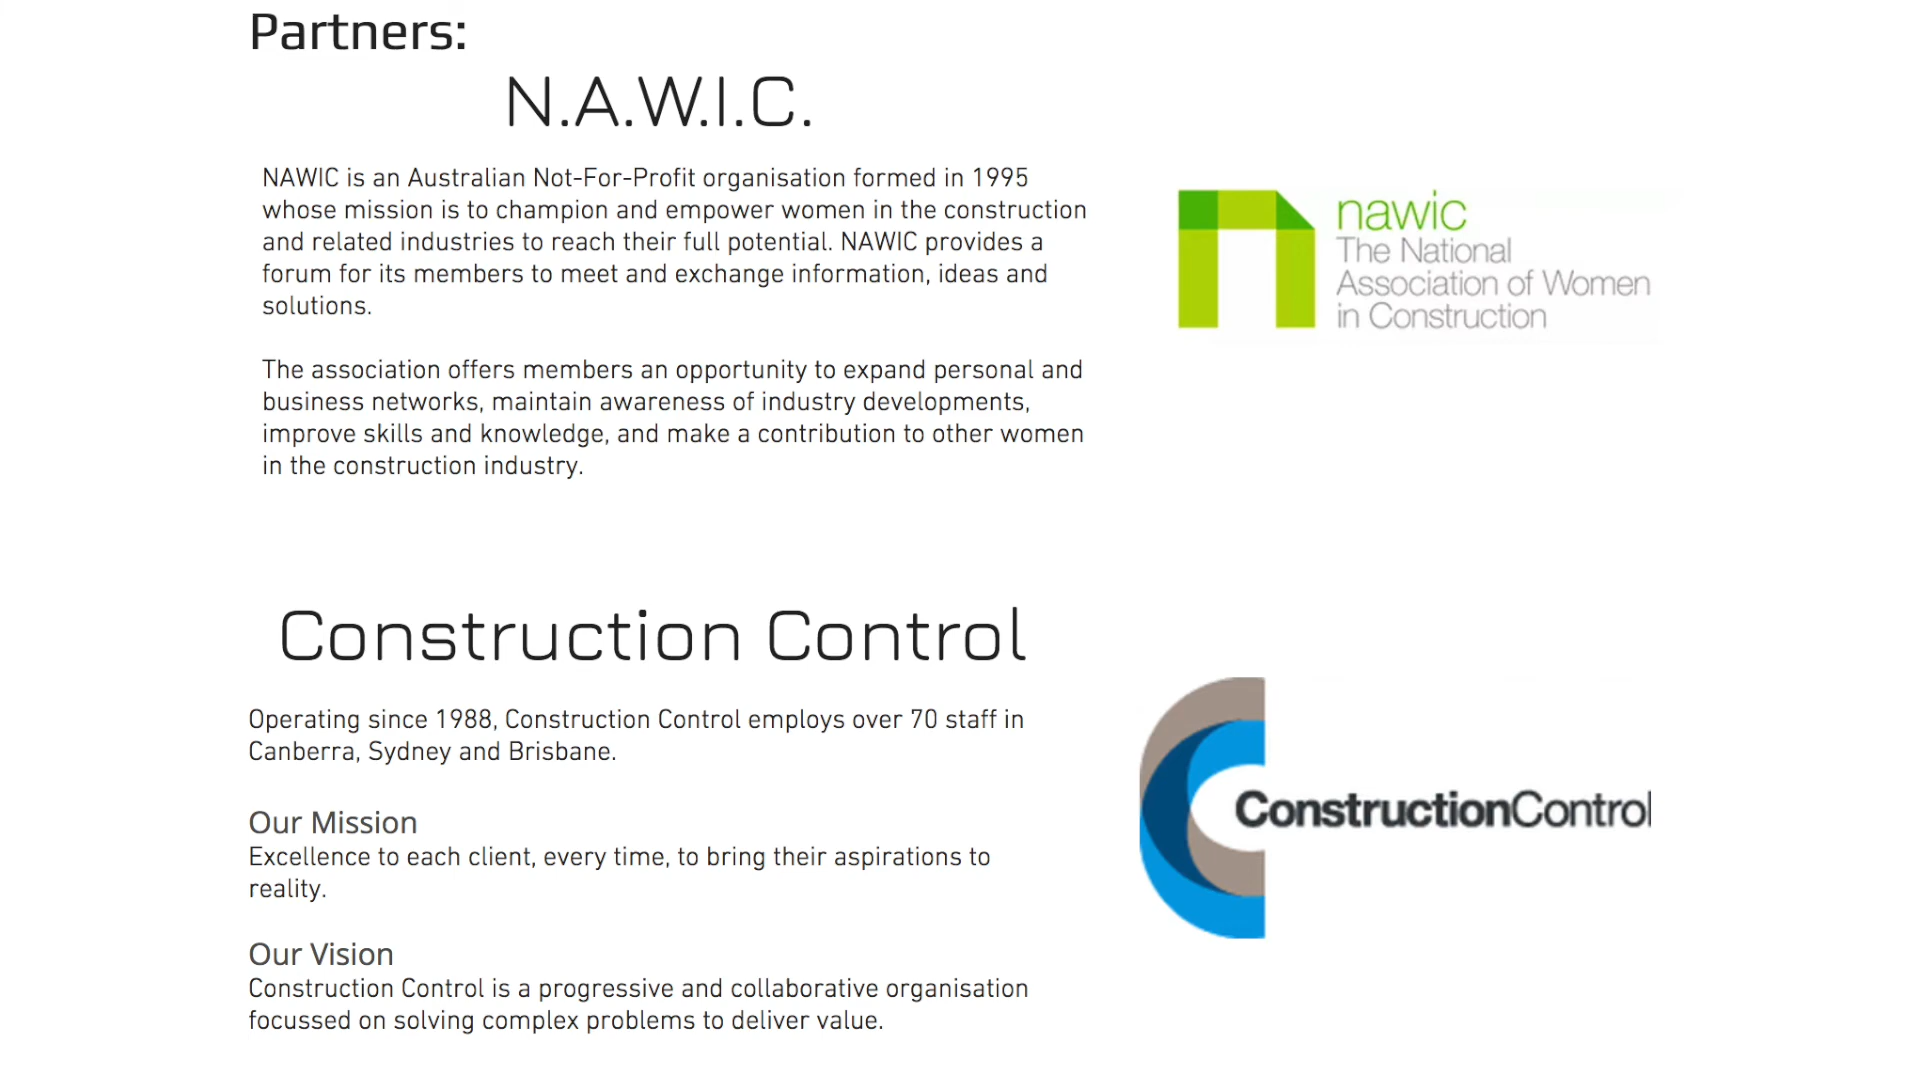 Partners:
N.A.W.I.C.
NAWIC is an Australian Not-For-Profit organisation formed in 1995
whose mission is to champion and empower women in the construction
and related industries to reach their full potential. NAWIC provides a
forum for its members to meet and exchange information, ideas and
solutions.
The association offers members an opportunity to expand personal and
business networks, maintain awareness of industry developments,
improve skills and knowledge, and make a contribution to other women
in the construction industry.
nawic
The National
Association of Women
in Construction
Construction Control
Operating since 1988, Construction Control employs over 70 staff in
Canberra, Sydney and Brisbane.
Our Mission
Excellence to each client, every time, to bring their aspirations to
reality.
Our Vision
Construction Control is a progressive and collaborative organisation
focussed on solving complex problems to deliver value.
ConstructionControl